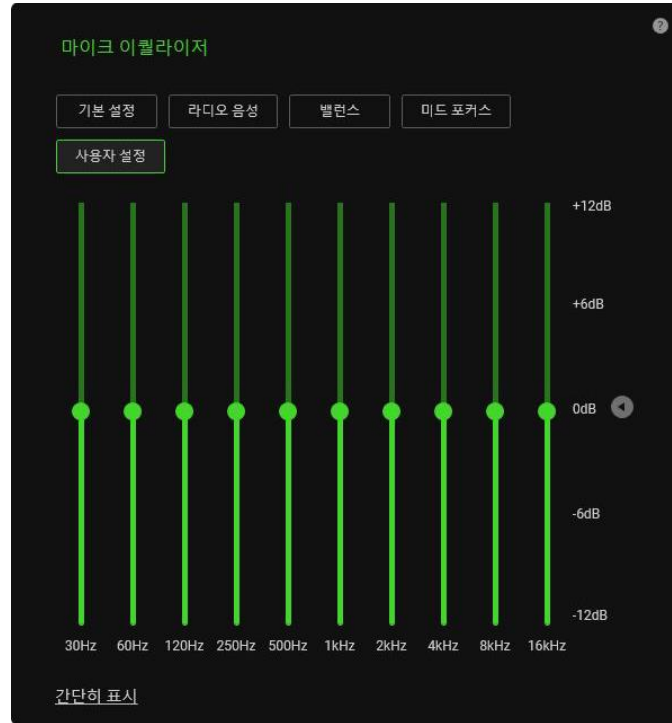 ?
마이크 이퀄라이저
기본 설정 라디오 음성 밸런스 미드 포커스
사용자 설정
+12dB
+6dB
0dB
-6dB
-12dB
30Hz 60Hz 120Hz 250Hz 500Hz 1kHz 2kHz 4kHz 8kHz 16kHz
간단히 표시